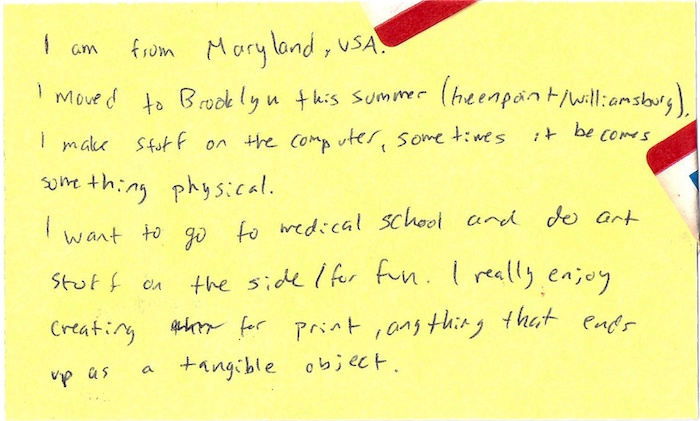 I am from Maryland, USA.
I moved to Brooklyn this summer (Greenpoint/Williamsburg).
I make stuff on the computer, sometimes it becomes
something physical.
I want to go to medical school and do art
stuff on the side/for fun. I really enjoy
creating for print, anything that ends
up as a tangible object.